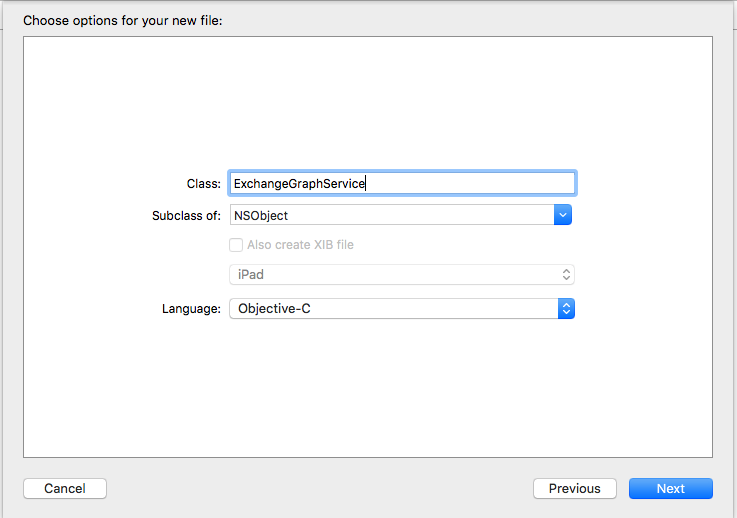 Choose options for your new file:
Class: ExchangeGraphService
Subclass of: NSObject
Also create XIB file
iPad
Language: Objective-C
Cancel Previous Next